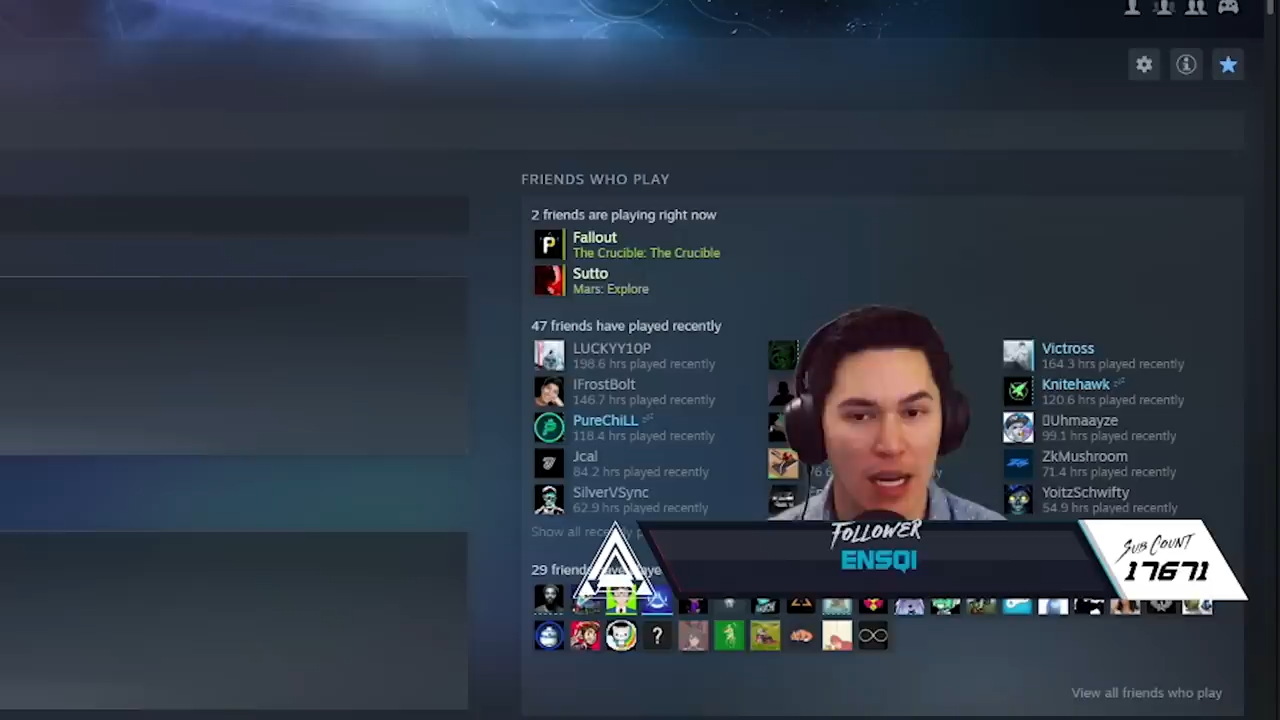 FRIENDS WHO PLAY
2 friends are playing right now
Fallout
The Crucible: The Crucible
Sutto
Mars: Explore
47 friends have played recently
LUCKYY10P
198.6 hrs played recently
Victross
164.3 hrs played recently
IFrostBolt
146.7 hrs played recently
Knitehawk
120.6 hrs played recently
PureChiLL
118.4 hrs played recently
Uhmaayze
99.1 hrs played recently
Jcal
84.2 hrs played recently
ZkMushroom
71.4 hrs played recently
SilverVSync
62.9 hrs played recently
YoitzSchwifty
54.9 hrs played recently
Show all
29 friends
FOLLOWER
ENSQI
SUB COUNT
17671
View all friends who play